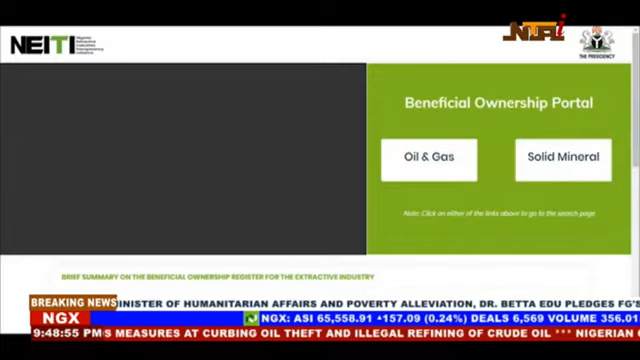 NEITI
Nigeria
Extractive
Industries
Transparency
Initiative
NTAi
THE PRESIDENCY
Beneficial Ownership Portal
Oil & Gas
Solid Mineral
Note: Click on either of the links above to go to the search page
BRIEF SUMMARY ON THE BENEFICIAL OWNERSHIP REGISTER FOR THE EXTRACTIVE INDUSTRY
BREAKING NEWS
INISTER OF HUMANITARIAN AFFAIRS AND POVERTY ALLEVIATION, DR. BETTA EDU PLEDGES FG'S
NGX
NGX: ASI 65,558.91 ▲157.09 (0.24%) DEALS 6,569 VOLUME 356.01
9:48:55 PM
S MEASURES AT CURBING OIL THEFT AND ILLEGAL REFINING OF CRUDE OIL *** NIGERIAN